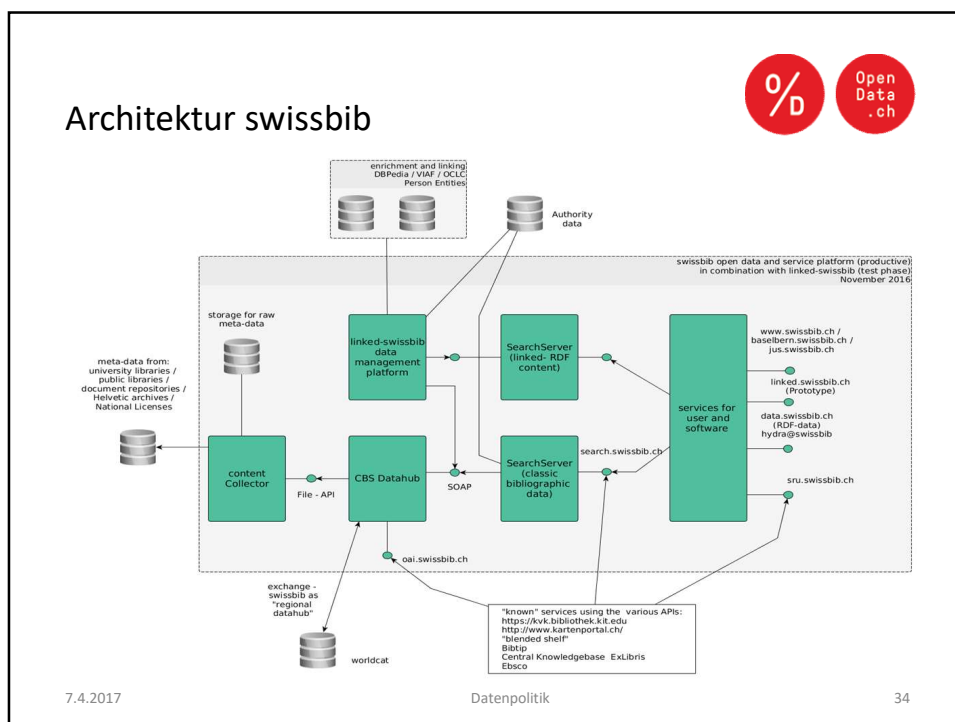 Architektur swissbib
%/D
Open
Data
.ch
enrichment and linking
DBPedia / VIAF / OCLC
Person Entities
Authority
data
swissbib open data and service platform (productive)
in combination with linked-swissbib (test phase)
November 2016
storage for raw
meta-data
meta-data from:
university libraries /
public libraries /
document repositories /
Helvetic archives /
National Licenses
linked-swissbib
data
management
platform
SearchServer
(linked- RDF
content)
www.swissbib.ch /
baselbern.swissbib.ch /
jus.swissbib.ch
linked.swissbib.ch
(Prototype)
services for
user and
software
data.swissbib.ch
(RDF-data)
hydra@swissbib
content
Collector
File - API
CBS Datahub
SOAP
SearchServer
(classic
bibliographic
data)
search.swissbib.ch
sru.swissbib.ch
oai.swissbib.ch
exchange -
swissbib as
"regional
datahub"
worldcat
"known" services using the various APIs:
https://kvk.bibliothek.kit.edu
http://www.kartenportal.ch/
"blended shelf"
Bibtip
Central Knowledgebase ExLibris
Ebsco
7.4.2017
Datenpolitik
34